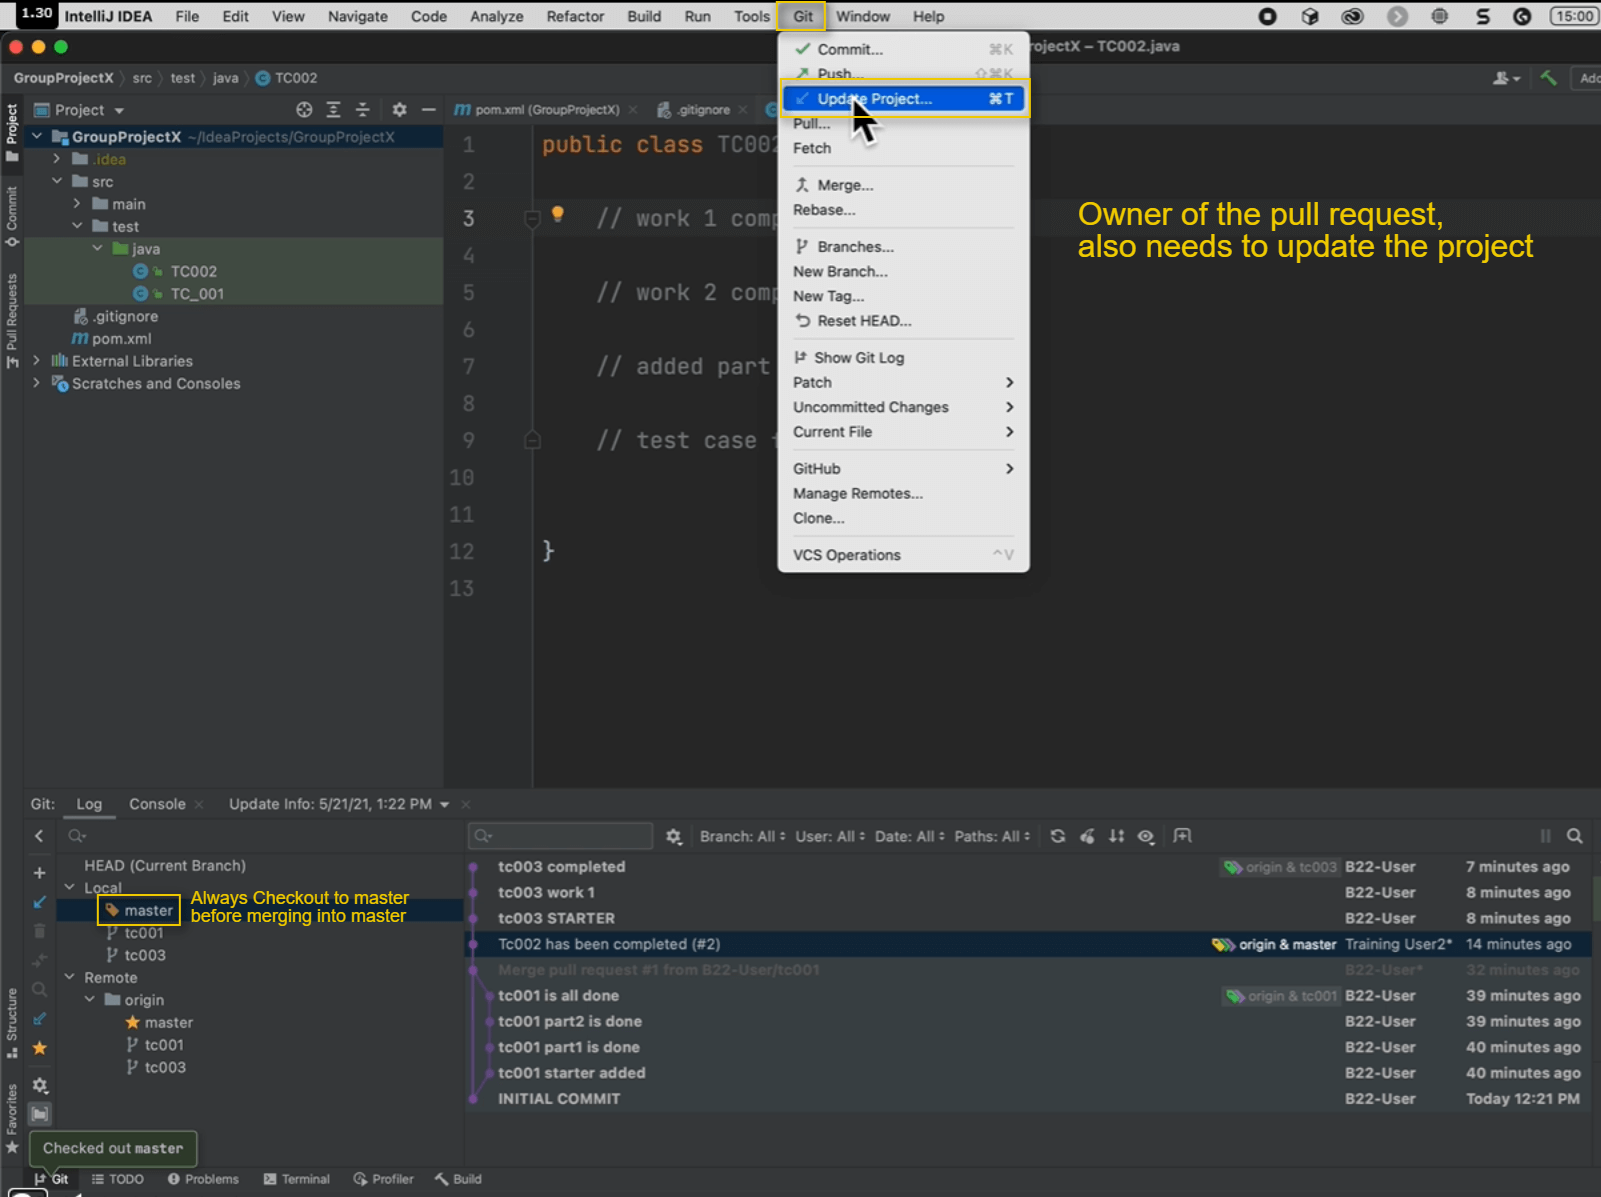 1.30 IntelliJ IDEA File Edit View Navigate Code Analyze Refactor Build Run Tools Git Window Help 15:00
GroupProjectX src test java TC002
rojectX – TC002.java
Project
Commit
Pull Requests
Structure
Favorites
Project
GroupProjectX ~/IdeaProjects/GroupProjectX
.idea
src
main
test
java
TC002
TC_001
.gitignore
pom.xml
External Libraries
Scratches and Consoles
pom.xml (GroupProjectX) .gitignore
1 public class TC002
2
3 // work 1 comp
4
5 // work 2 comp
6
7 // added part
8
9 // test case
10
11
12 }
13
Commit... ⌘K
Push... ⇧⌘K
Update Project... ⌘T
Pull...
Fetch
Merge...
Rebase...
Branches...
New Branch...
New Tag...
Reset HEAD...
Show Git Log
Patch
Uncommitted Changes
Current File
GitHub
Manage Remotes...
Clone...
VCS Operations ^V
Owner of the pull request,
also needs to update the project
Git: Log Console Update Info: 5/21/21, 1:22 PM
HEAD (Current Branch)
Local
master
tc001
tc003
Remote
origin
master
tc001
tc003
Always Checkout to master
before merging into master
Branch: All User: All Date: All Paths: All
tc003 completed origin & tc003 B22-User 7 minutes ago
tc003 work 1 B22-User 8 minutes ago
tc003 STARTER B22-User 8 minutes ago
Tc002 has been completed (#2) origin & master Training User2* 14 minutes ago
Merge pull request #1 from B22-User/tc001 B22-User* 32 minutes ago
tc001 is all done origin & tc001 B22-User 39 minutes ago
tc001 part2 is done B22-User 39 minutes ago
tc001 part1 is done B22-User 40 minutes ago
tc001 starter added B22-User 40 minutes ago
INITIAL COMMIT B22-User Today 12:21 PM
Checked out master
Git TODO Problems Terminal Profiler Build